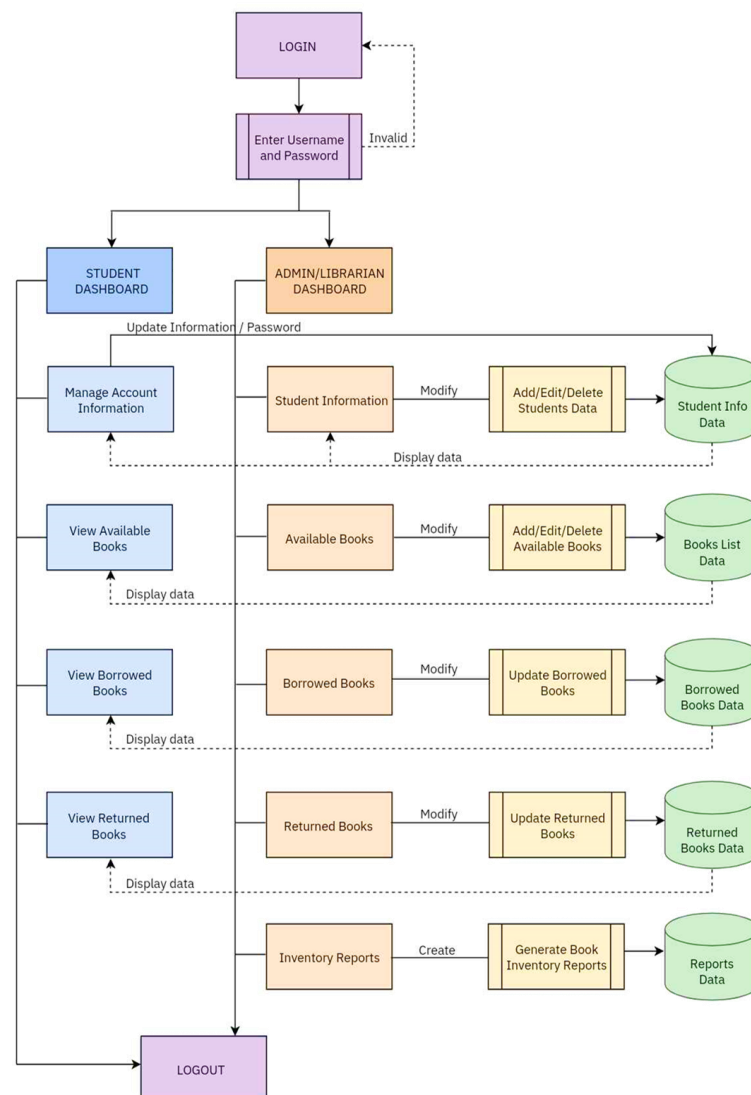 LOGIN
Enter Username
and Password
Invalid
STUDENT
DASHBOARD
ADMIN/LIBRARIAN
DASHBOARD
Update Information / Password
Manage Account
Information
Student Information
Modify
Add/Edit/Delete
Students Data
Student Info
Data
Display data
View Available
Books
Available Books
Modify
Add/Edit/Delete
Available Books
Books List
Data
Display data
View Borrowed
Books
Borrowed Books
Modify
Update Borrowed
Books
Borrowed
Books Data
Display data
View Returned
Books
Returned Books
Modify
Update Returned
Books
Returned
Books Data
Display data
Inventory Reports
Create
Generate Book
Inventory Reports
Reports
Data
LOGOUT